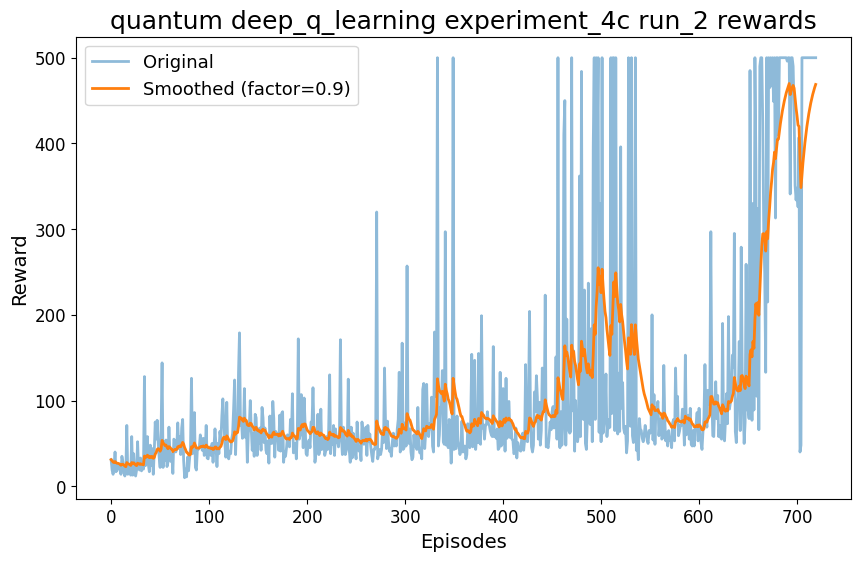 quantum deep_q_learning experiment_4c run_2 rewards
Original
Smoothed (factor=0.9)
Reward
500
400
300
200
100
0
0 100 200 300 400 500 600 700
Episodes